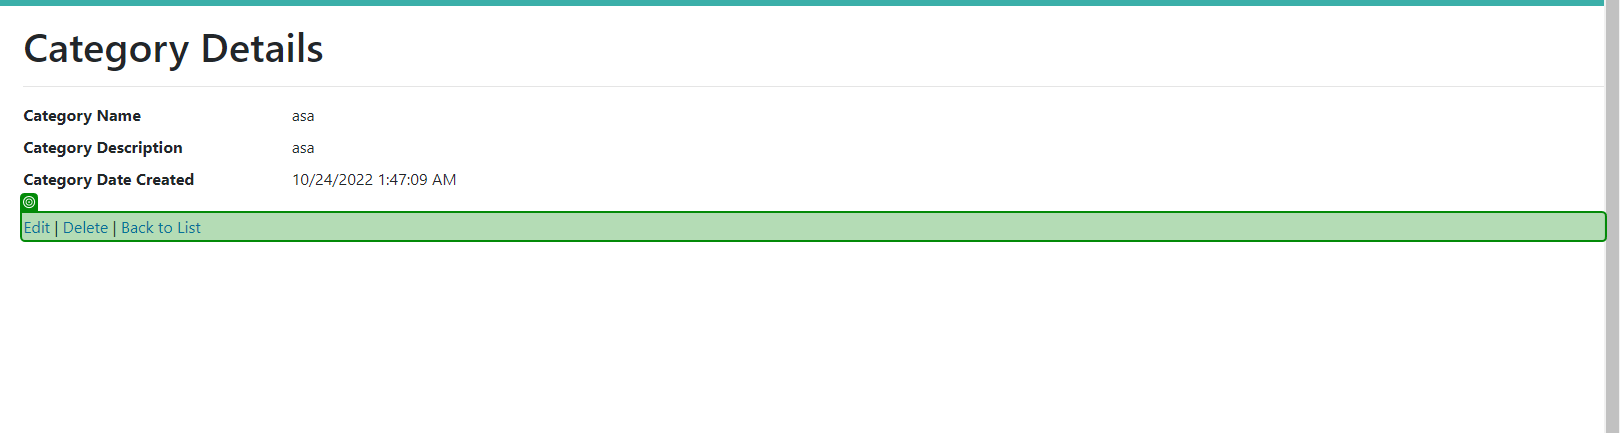 Category Details
Category Name asa
Category Description asa
Category Date Created 10/24/2022 1:47:09 AM
Edit | Delete | Back to List